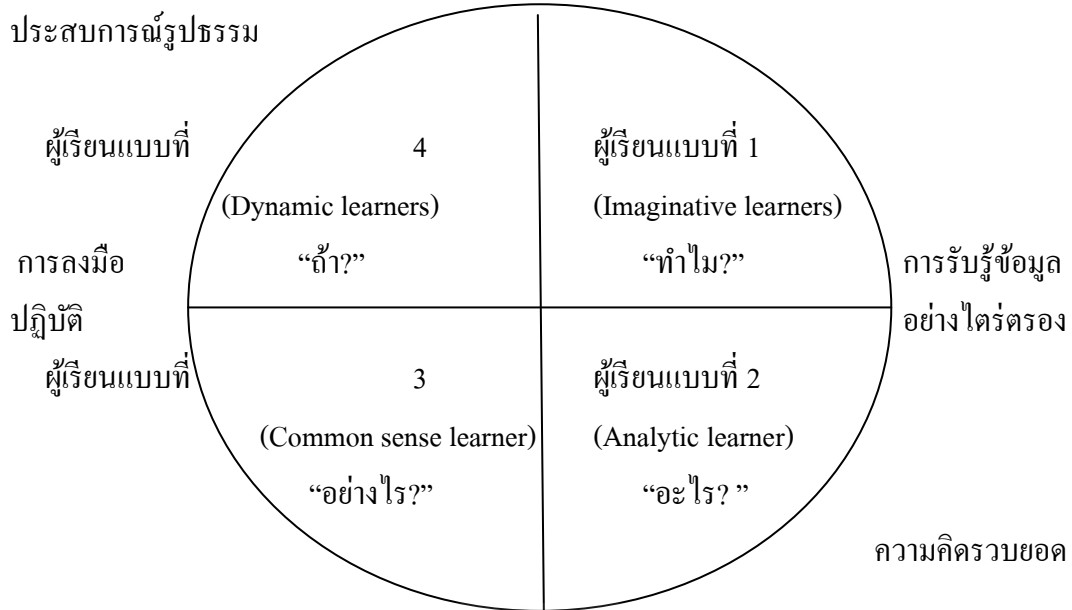 ประสบการณ์รูปธรรม
ผู้เรียนแบบที่ 4 ผู้เรียนแบบที่ 1
(Dynamic learners) (Imaginative learners)
การลงมือ “ถ้า?” “ทำไม?” การรับรู้ข้อมูล
ปฏิบัติ อย่างไตร่ตรอง
ผู้เรียนแบบที่ 3 ผู้เรียนแบบที่ 2
(Common sense learner) (Analytic learner)
“อย่างไร?” “อะไร? ”
ความคิดรวบยอด